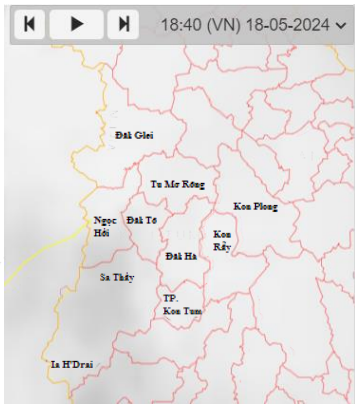 18:40 (VN) 18-05-2024
Đăk Glei
Tu Mơ Rông
Kon Plong
Ngọc
Hồi
Đăk Tô
Kon
Rẫy
Đăk Hà
Sa Thầy
TP.
Kon Tum
Ia H'Drai